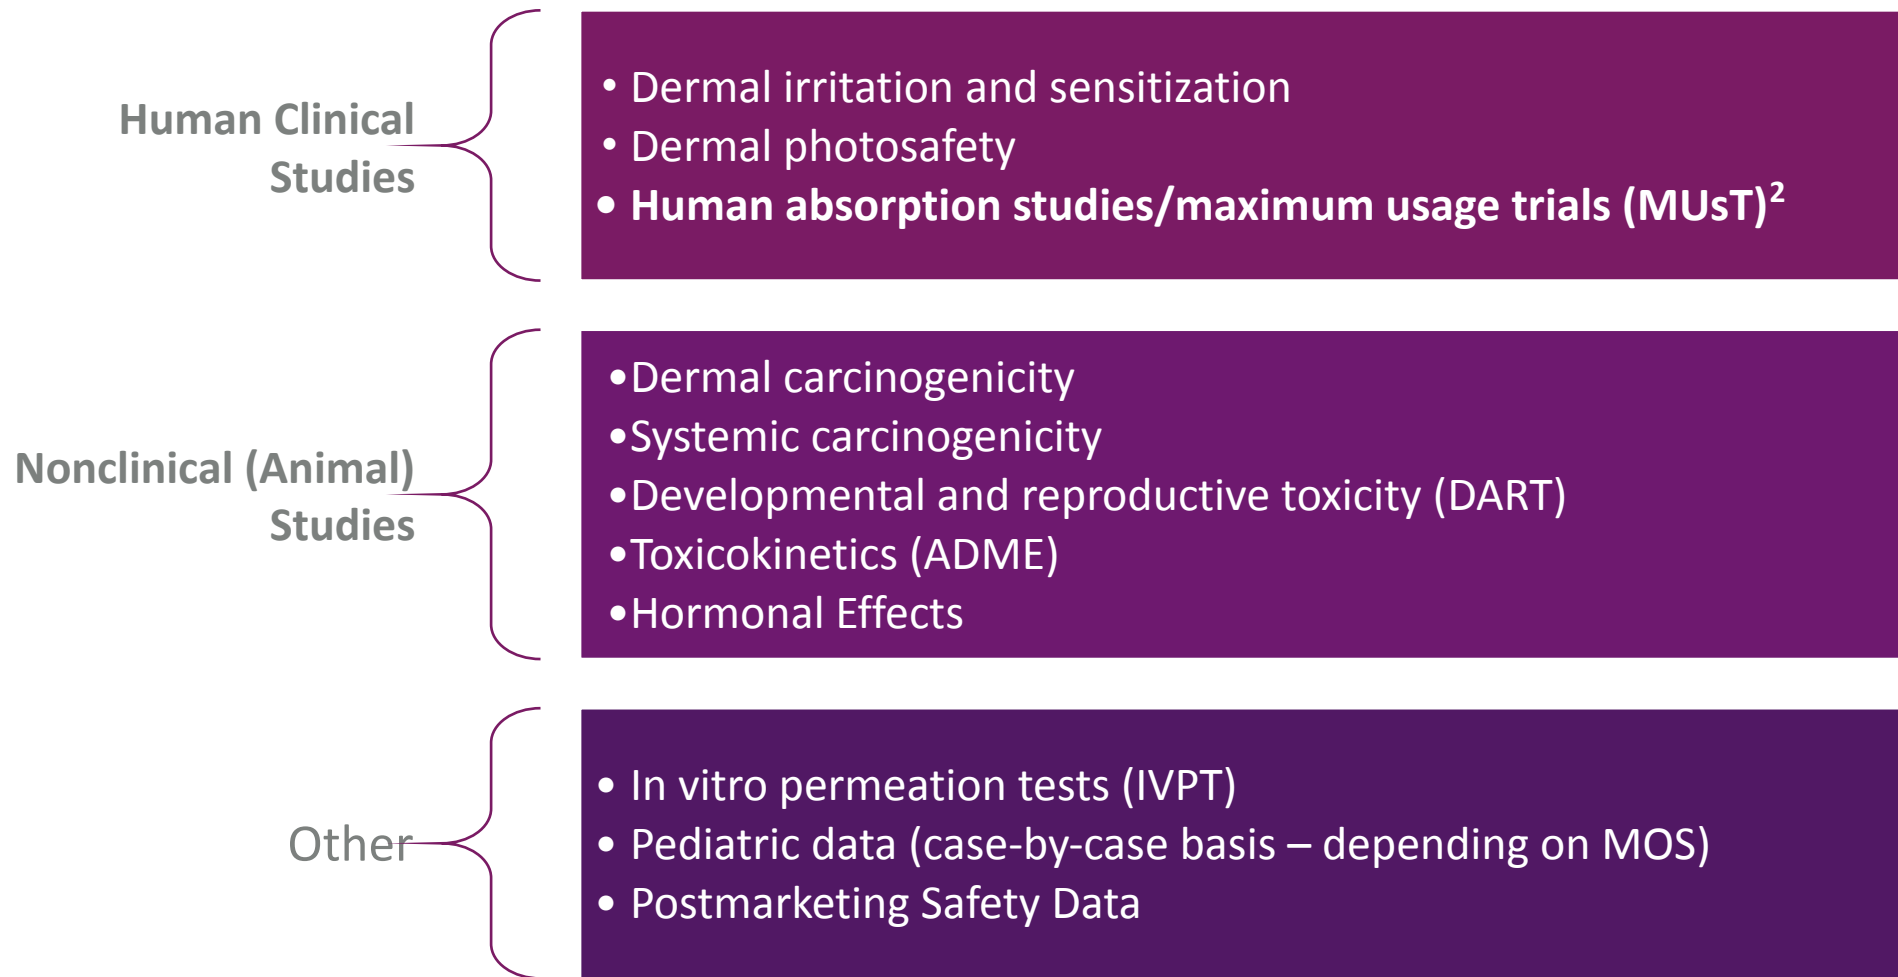 Human Clinical
Studies
• Dermal irritation and sensitization
• Dermal photosafety
• Human absorption studies/maximum usage trials (MUsT)²
Nonclinical (Animal)
Studies
•Dermal carcinogenicity
•Systemic carcinogenicity
•Developmental and reproductive toxicity (DART)
•Toxicokinetics (ADME)
•Hormonal Effects
Other
• In vitro permeation tests (IVPT)
• Pediatric data (case-by-case basis – depending on MOS)
• Postmarketing Safety Data